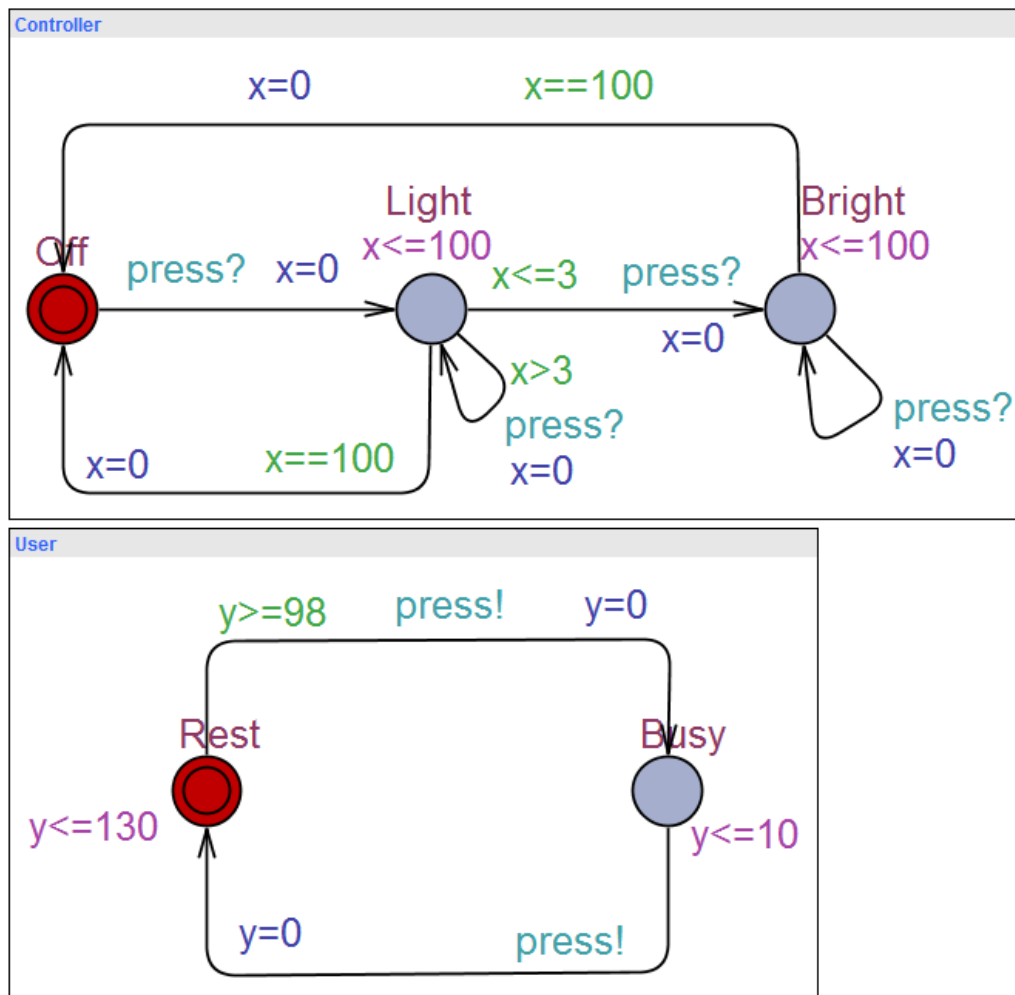 Controller
x=0 x==100
Light Bright
Off x<=100 x<=100
press? x=0 x<=3 press?
x=0
x>3
press? press?
x=0 x==100 x=0 x=0
User
y>=98 press! y=0
Rest Busy
y<=130 y<=10
y=0 press!